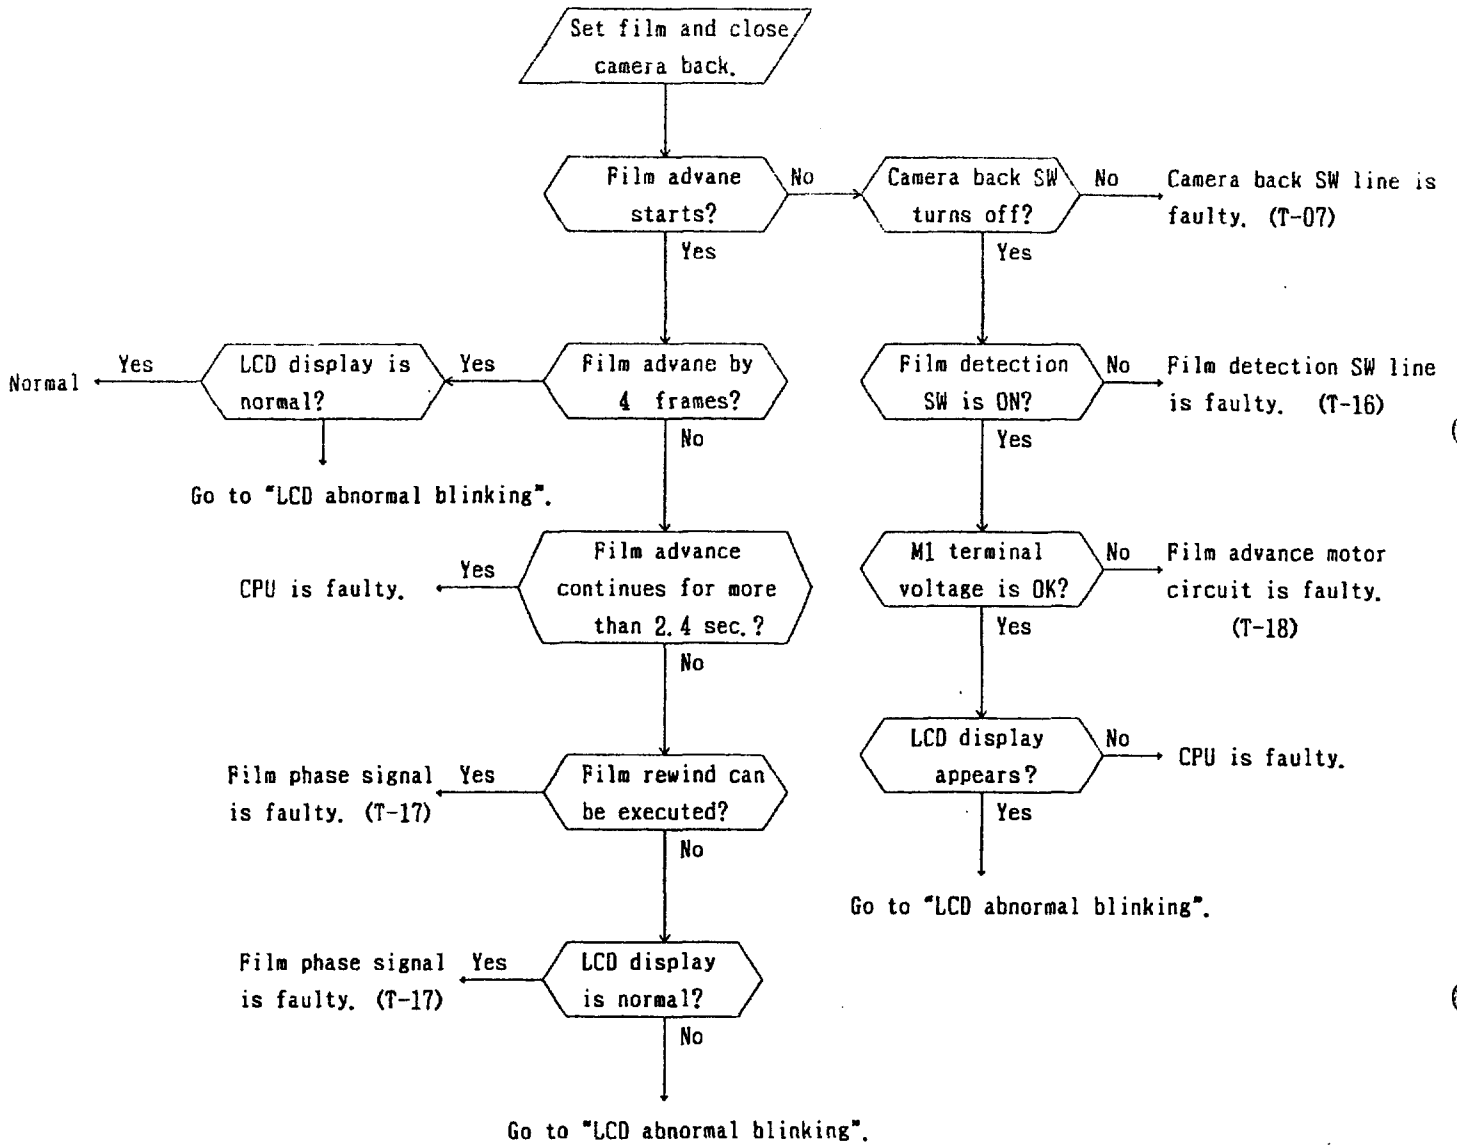 Set film and close
camera back.
Film advane
starts?
No
Camera back SW
turns off?
No
Camera back SW line is
faulty. (T-07)
Yes
Yes
Normal
Yes
LCD display is
normal?
Yes
Film advane by
4 frames?
Film detection
SW is ON?
No
Film detection SW line
is faulty. (T-16)
No
Yes
Go to "LCD abnormal blinking".
CPU is faulty.
Yes
Film advance
continues for more
than 2.4 sec.?
M1 terminal
voltage is OK?
No
Film advance motor
circuit is faulty.
(T-18)
No
Yes
Film phase signal
is faulty. (T-17)
Yes
Film rewind can
be executed?
LCD display
appears?
No
CPU is faulty.
No
Yes
Go to "LCD abnormal blinking".
Film phase signal
is faulty. (T-17)
Yes
LCD display
is normal?
No
Go to "LCD abnormal blinking".